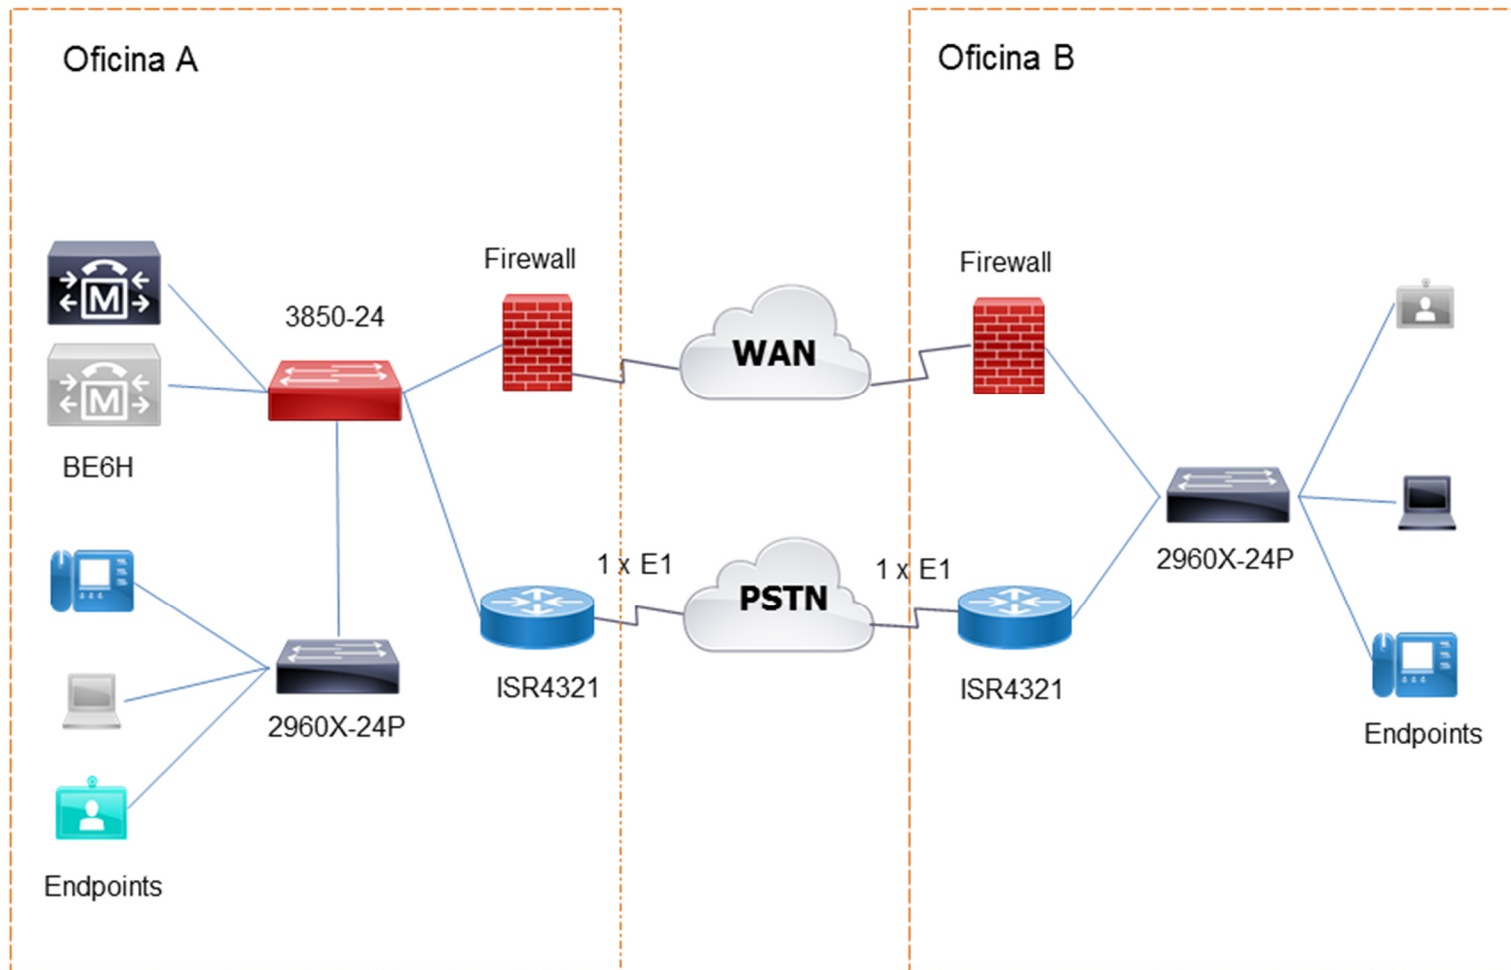 Oficina A
Oficina B
Firewall
Firewall
3850-24
WAN
M
M
BE6H
1 x E1
1 x E1
PSTN
2960X-24P
ISR4321
ISR4321
2960X-24P
Endpoints
Endpoints